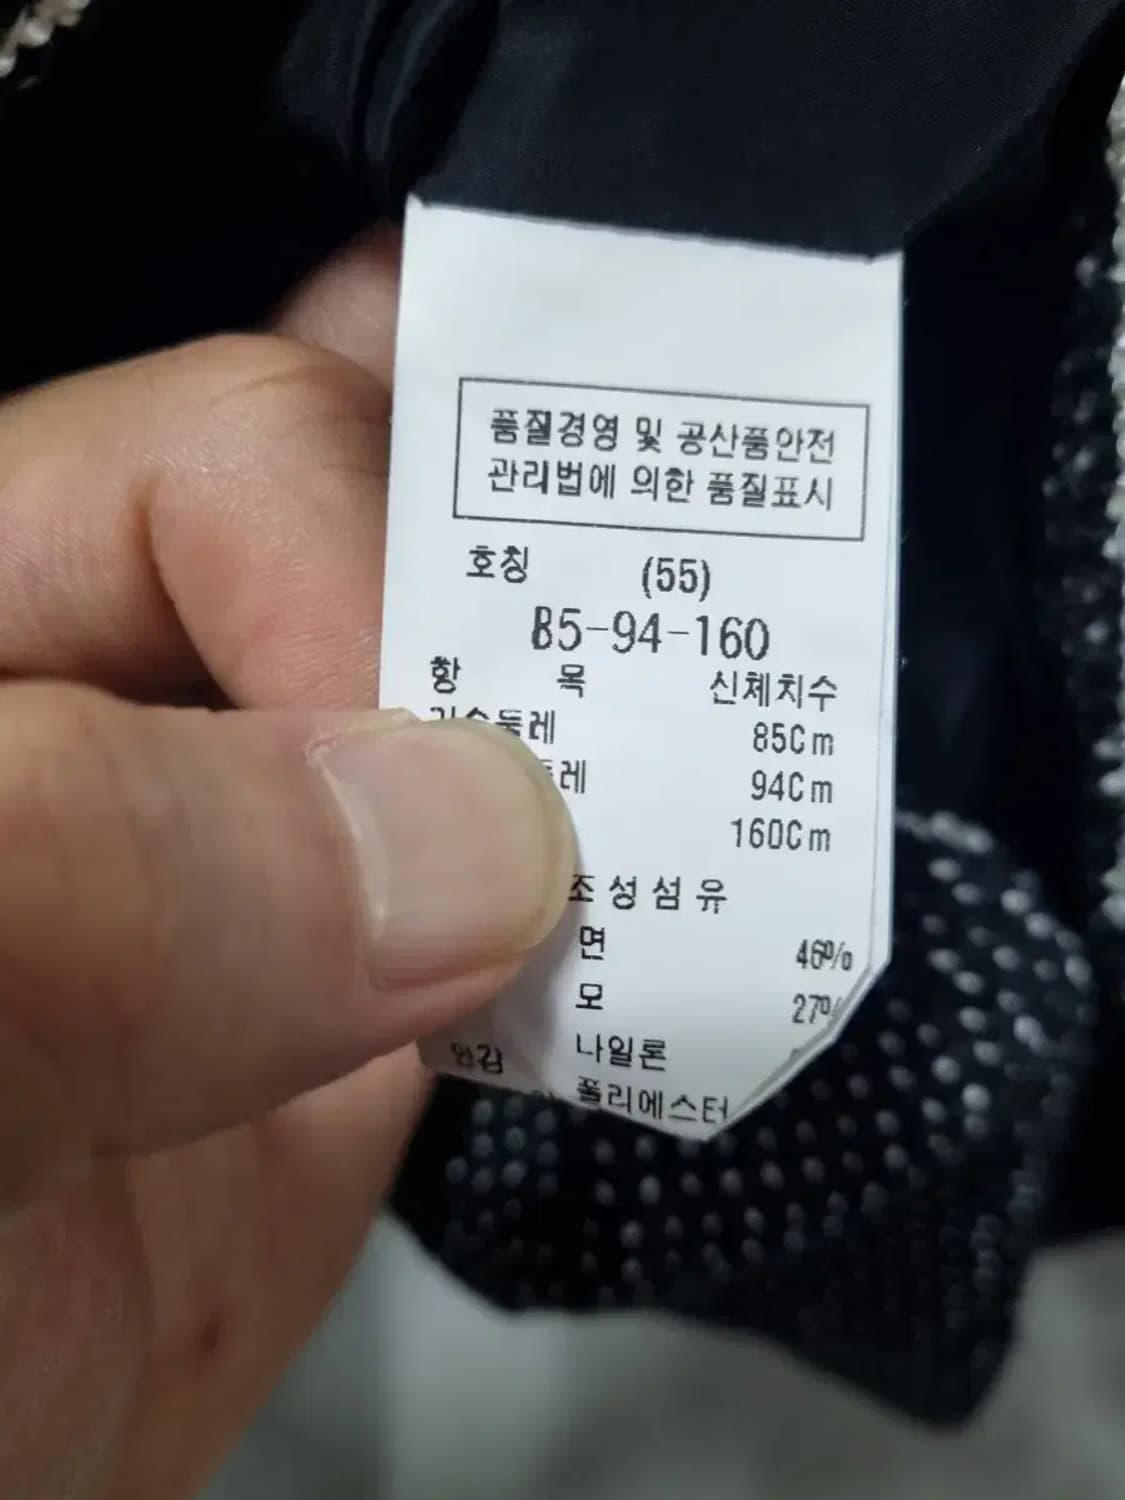 품질경영 및 공산품안전
관리법에 의한 품질표시
호칭 (55)
85-94-160
항 목 신체치수
85Cm
94Cm
160Cm
조성섬유
면 46%
모 27%
나일론
폴리에스터